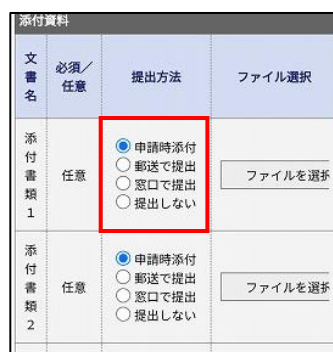 添付資料
文書名
必須／任意
提出方法
ファイル選択
添付書類1
任意
申請時添付
郵送で提出
窓口で提出
提出しない
ファイルを選択
添付書類2
任意
申請時添付
郵送で提出
窓口で提出
提出しない
ファイルを選択